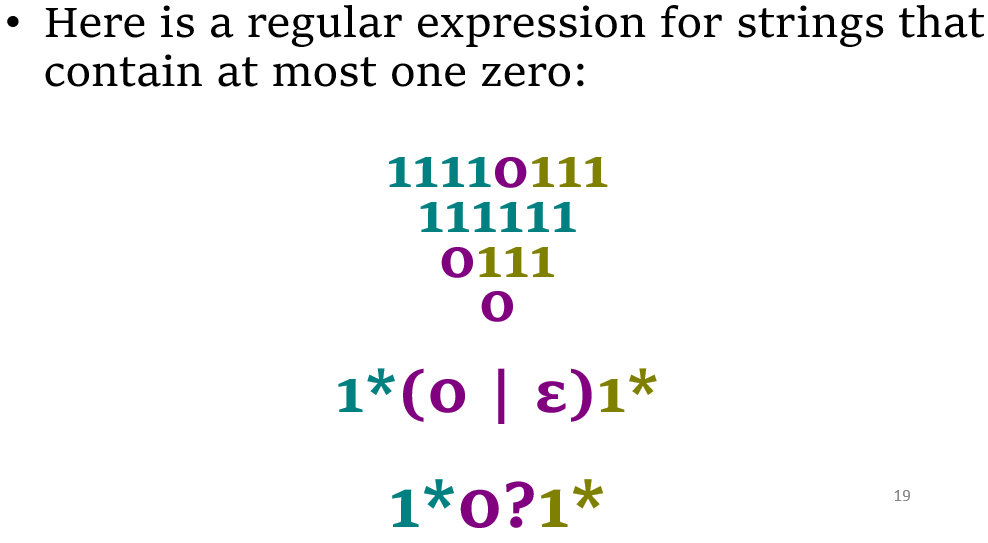 • Here is a regular expression for strings that
contain at most one zero:
11110111
111111
0111
0
1*(0 | ε)1*
1*0?1*
19